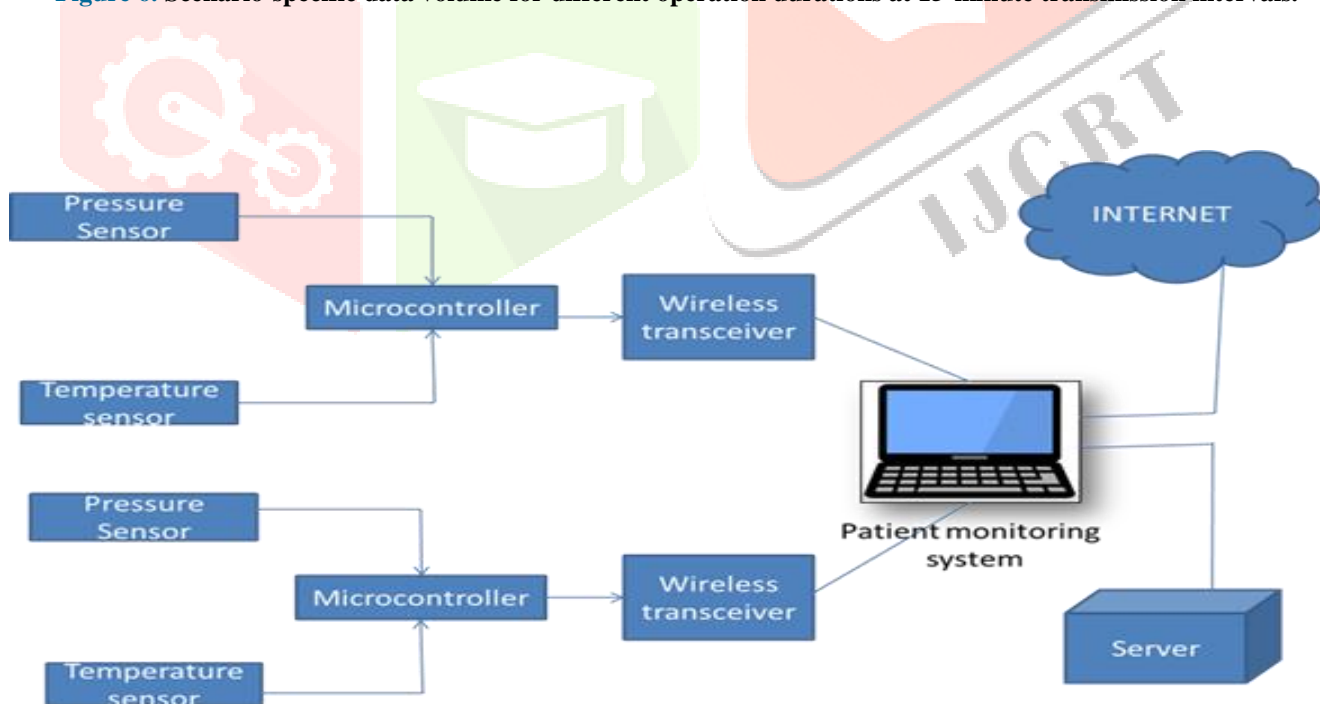 Figure 6. Scenario-specific data volume for different operation durations at 15-minute transmission intervals.
IJCRT
Pressure
Sensor
INTERNET
Microcontroller
Wireless
transceiver
Temperature
sensor
Pressure
Sensor
Patient monitoring
system
Microcontroller
Wireless
transceiver
Server
Temperature
sensor